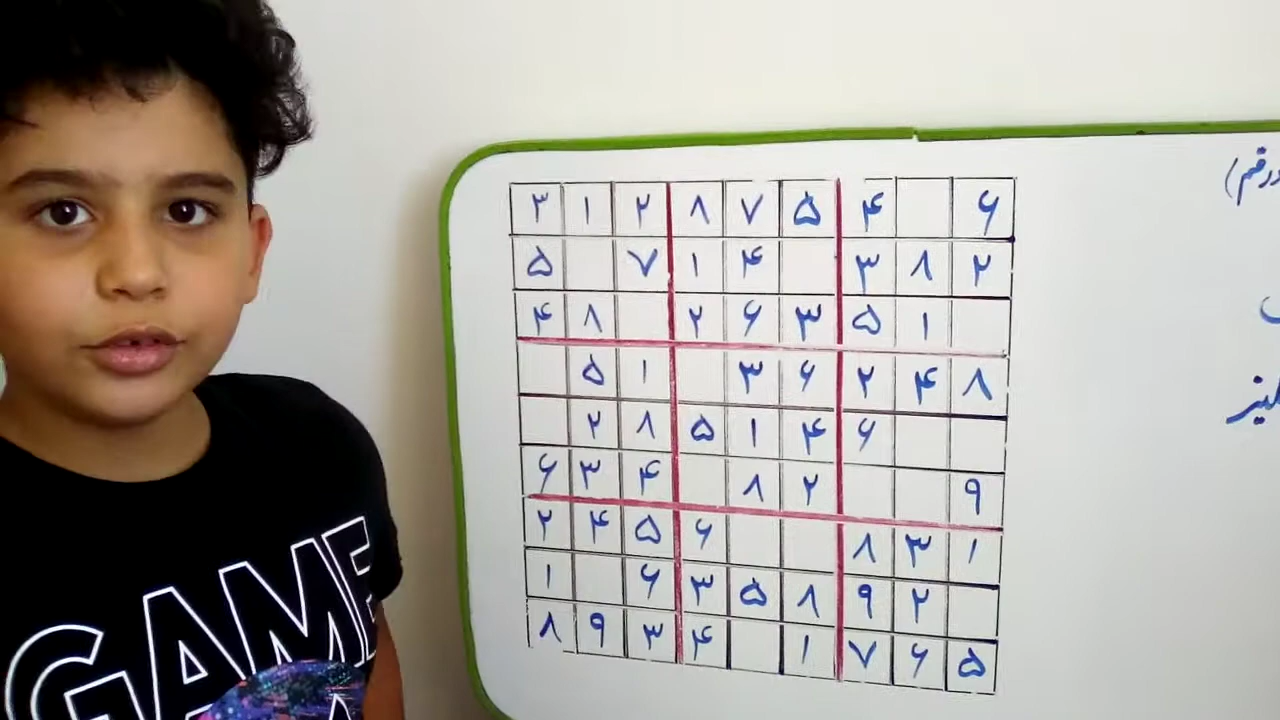 ۳ ۱ ۲ ۸ ۷ ۵ ۴ ۶
۵ ۷ ۱ ۴ ۳ ۸ ۲
۴ ۸ ۲ ۶ ۳ ۵ ۱
۵ ۱ ۳ ۶ ۲ ۴ ۸
۲ ۸ ۵ ۱ ۴ ۶
۶ ۳ ۴ ۸ ۲ ۹
۲ ۴ ۵ ۶ ۸ ۳ ۱
۱ ۶ ۳ ۵ ۸ ۹ ۲
۸ ۹ ۳ ۴ ۱ ۷ ۶ ۵
GAME